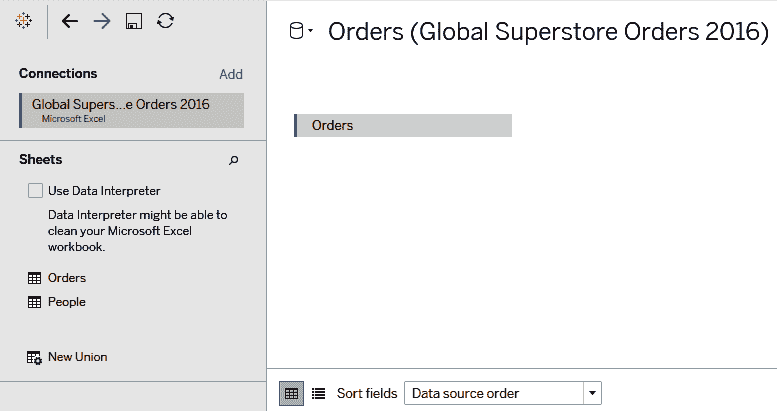 Orders (Global Superstore Orders 2016)
Connections
Add
Global Supers...e Orders 2016
Microsoft Excel
Orders
Sheets
Use Data Interpreter
Data Interpreter might be able to
clean your Microsoft Excel
workbook.
Orders
People
New Union
Sort fields
Data source order